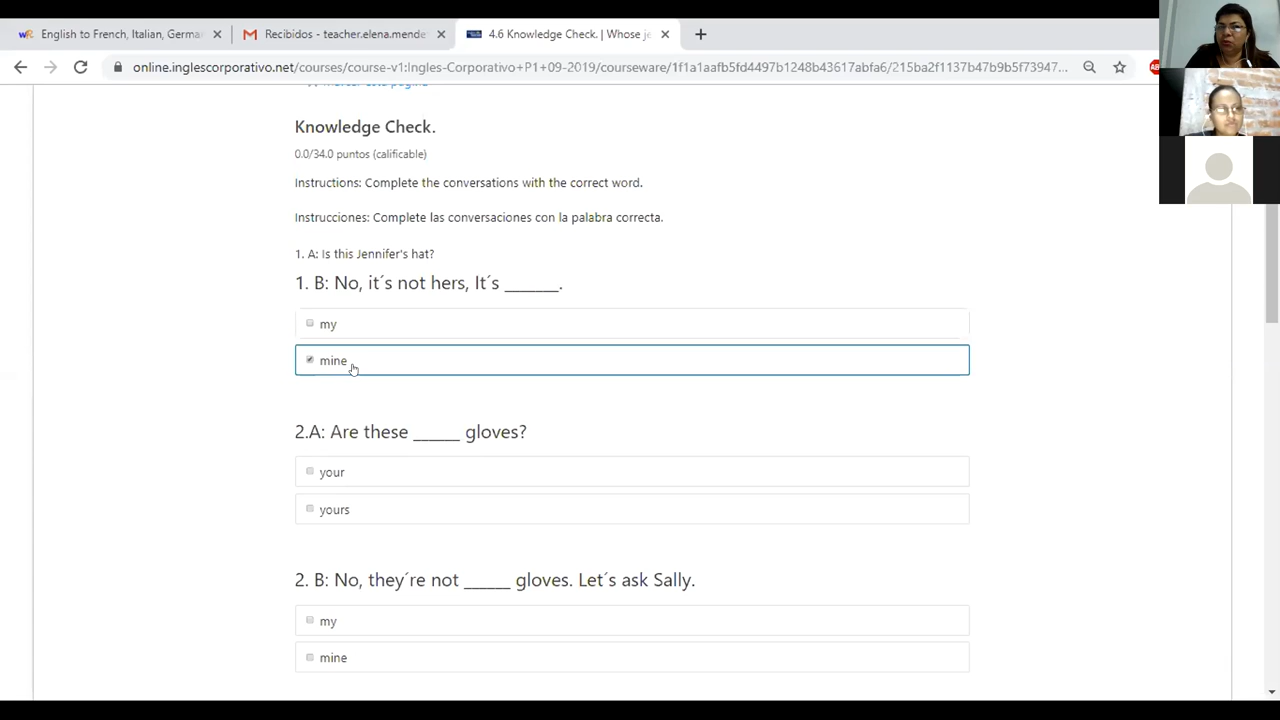 English to French, Italian, Germa
Recibidos - teacher.elena.mende
4.6 Knowledge Check. | Whose je
online.inglescorporativo.net/courses/course-v1:Ingles-Corporativo+P1+09-2019/courseware/1f1a1aafb5fd4497b1248b43617abfa6/215ba2f1137b47b9b5f73947...
Knowledge Check.
0.0/34.0 puntos (calificable)
Instructions: Complete the conversations with the correct word.
Instrucciones: Complete las conversaciones con la palabra correcta.
1. A: Is this Jennifer's hat?
1. B: No, it´s not hers, It´s _______.
my
mine
2.A: Are these ______ gloves?
your
yours
2. B: No, they´re not ______ gloves. Let´s ask Sally.
my
mine